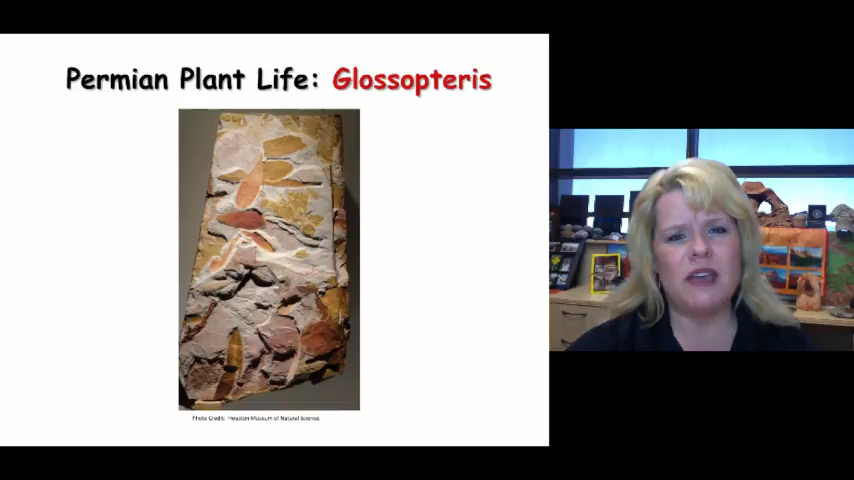 Permian Plant Life: Glossopteris
Photo Credit: Houston Museum of Natural Science.